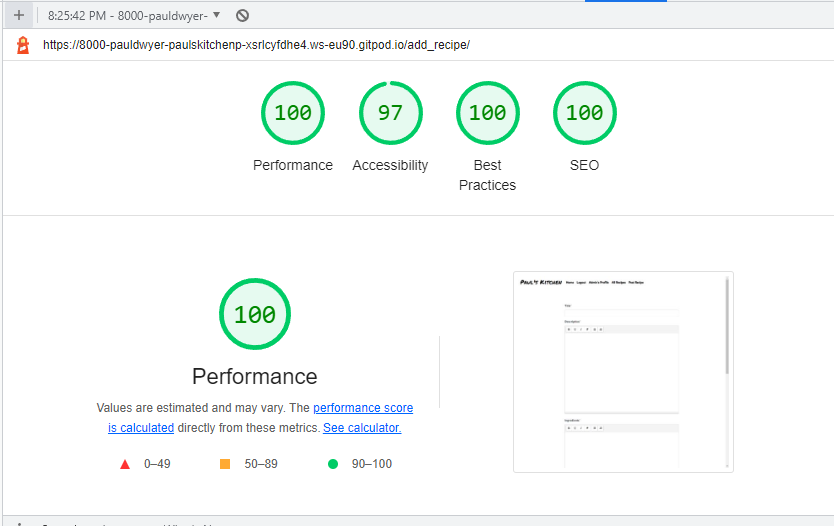 8:25:42 PM - 8000-pauldwyer-
https://8000-pauldwyer-paulskitchenp-xsrlcyfdhe4.ws-eu90.gitpod.io/add_recipe/
100 97 100 100
Performance Accessibility Best Practices SEO
100
Performance
Values are estimated and may vary. The performance score
is calculated directly from these metrics. See calculator.
0–49 50–89 90–100
Paul's Kitchen Home Logout Admin's Profile All Recipes Post Recipe
Description*
Ingredients*